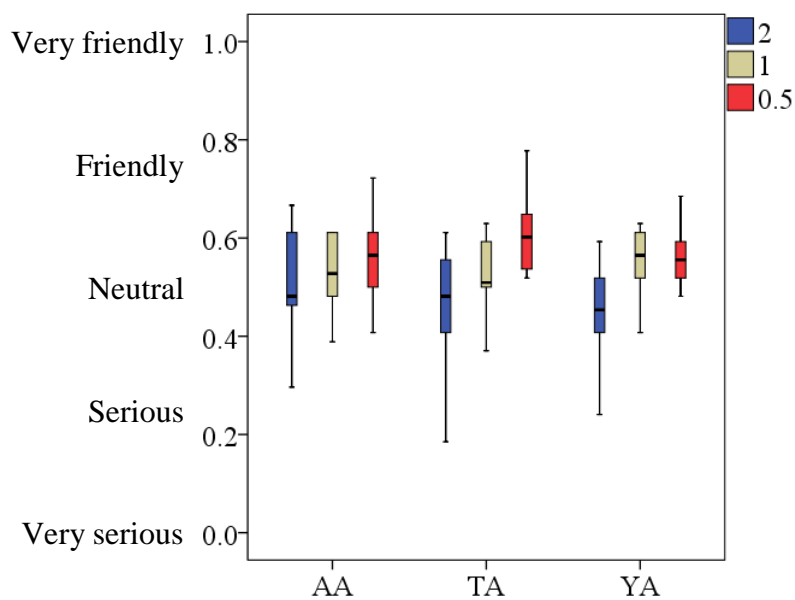 Very friendly 1.0
0.8
Friendly
0.6
Neutral
0.4
Serious
0.2
Very serious 0.0
AA TA YA
2
1
0.5